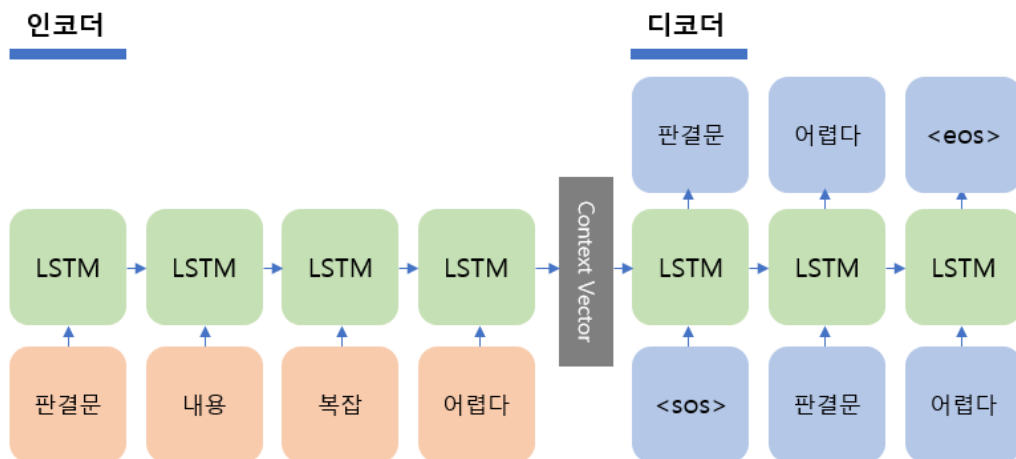 인코더
디코더
판결문 어렵다 <eos>
LSTM LSTM LSTM LSTM Context Vector LSTM LSTM LSTM
판결문 내용 복잡 어렵다 <sos> 판결문 어렵다